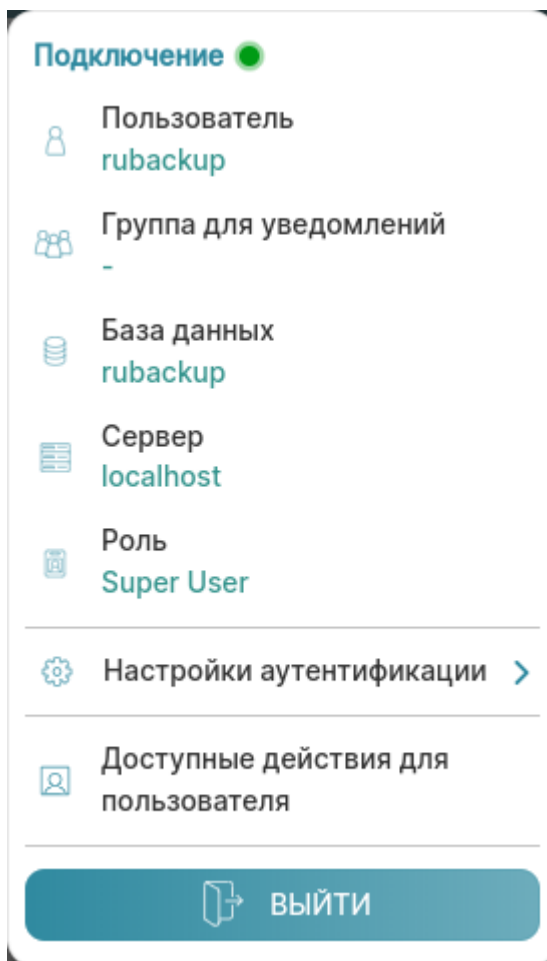 Подключение
Пользователь
rubackup
Группа для уведомлений
-
База данных
rubackup
Сервер
localhost
Роль
Super User
Настройки аутентификации
Доступные действия для
пользователя
ВЫЙТИ